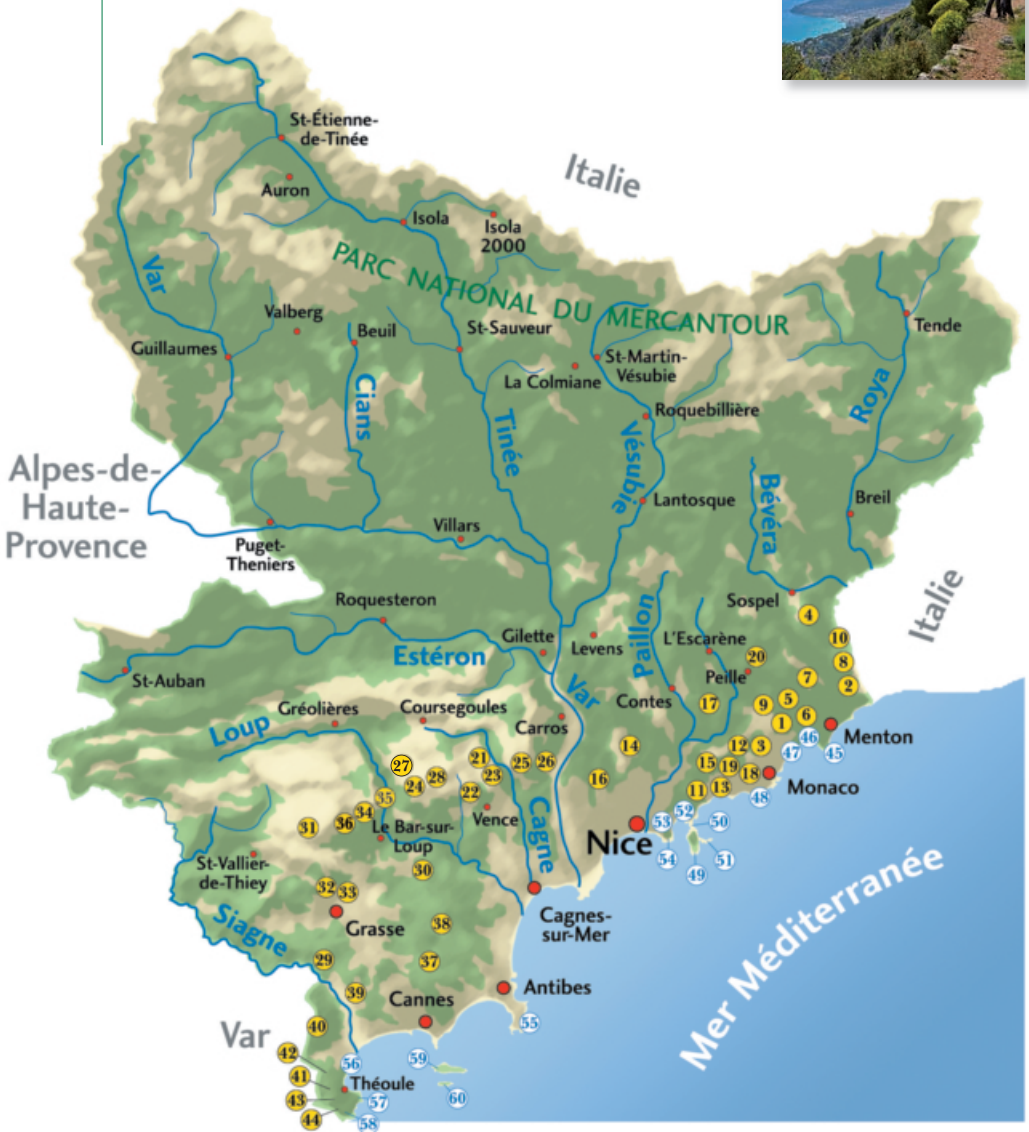 St-Étienne-
de-Tinée
Italie
Auron
Isola
Isola
2000
PARC NATIONAL DU MERCANTOUR
Var
Valberg
Beuil
St-Sauveur
Tende
Guillaumes
St-Martin-
Vésubie
La Colmiane
Cians
Tinée
Roquebillière
Roya
Vésubie
Alpes-de-
Haute-
Provence
Lantosque
Bévéra
Breil
Villars
Puget-
Theniers
Italie
Roquesteron
Sospel
4
Paillon
Gilette
Levens
L'Escarène
10
Estéron
20
8
St-Auban
Peille
7
2
Var
Contes
17
5
9
Gréolières
Coursegoules
6
Loup
Carros
1
Menton
46
14
12
3
47
45
21
25
26
15
19
27
23
16
18
Monaco
28
24
22
11
13
48
35
34
Vence
52
53
50
31
36
Le Bar-sur-
Loup
Cagne
Nice
54
51
49
St-Vallier-
de-Thiey
30
32
33
Siagne
Grasse
38
Cagnes-
sur-Mer
29
37
39
Antibes
Cannes
Mer Méditerranée
40
55
Var
42
56
59
41
Théoule
60
43
57
44
58